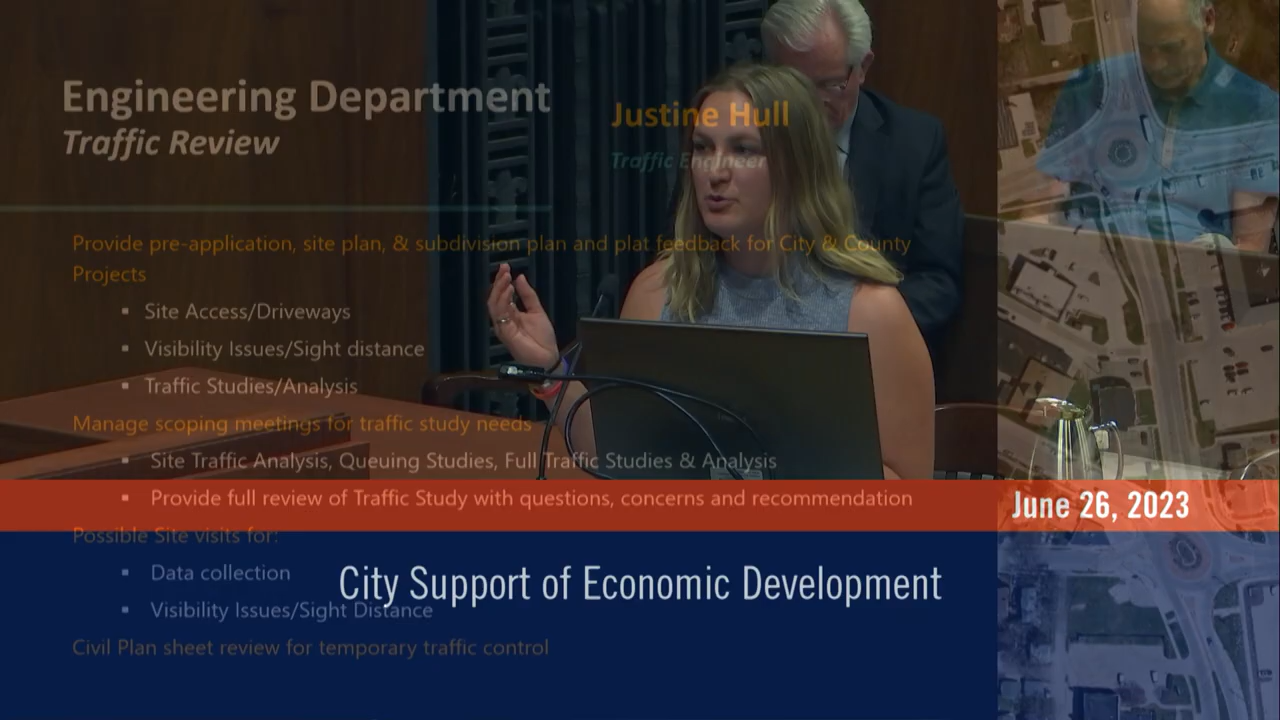 Engineering Department
Traffic Review
Justine Hull
Traffic Engineer
Provide pre-application, site plan, & subdivision plan and plat feedback for City & County
Projects
▪ Site Access/Driveways
▪ Visibility Issues/Sight distance
▪ Traffic Studies/Analysis
Manage scoping meetings for traffic study needs
▪ Site Traffic Analysis, Queuing Studies, Full Traffic Studies & Analysis
▪ Provide full review of Traffic Study with questions, concerns and recommendation
Possible Site visits for:
▪ Data collection
▪ Visibility Issues/Sight Distance
Civil Plan sheet review for temporary traffic control
June 26, 2023
City Support of Economic Development